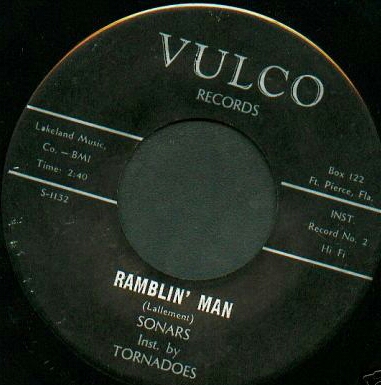 VULCO
RECORDS
Lakeland Music,
Co. — BMI
Time: 2:40
S-1132
Box 122
Ft. Pierce, Fla.
INST.
Record No. 2
Hi Fi
RAMBLIN' MAN
(Lallement)
SONARS
Inst. by
TORNADOES